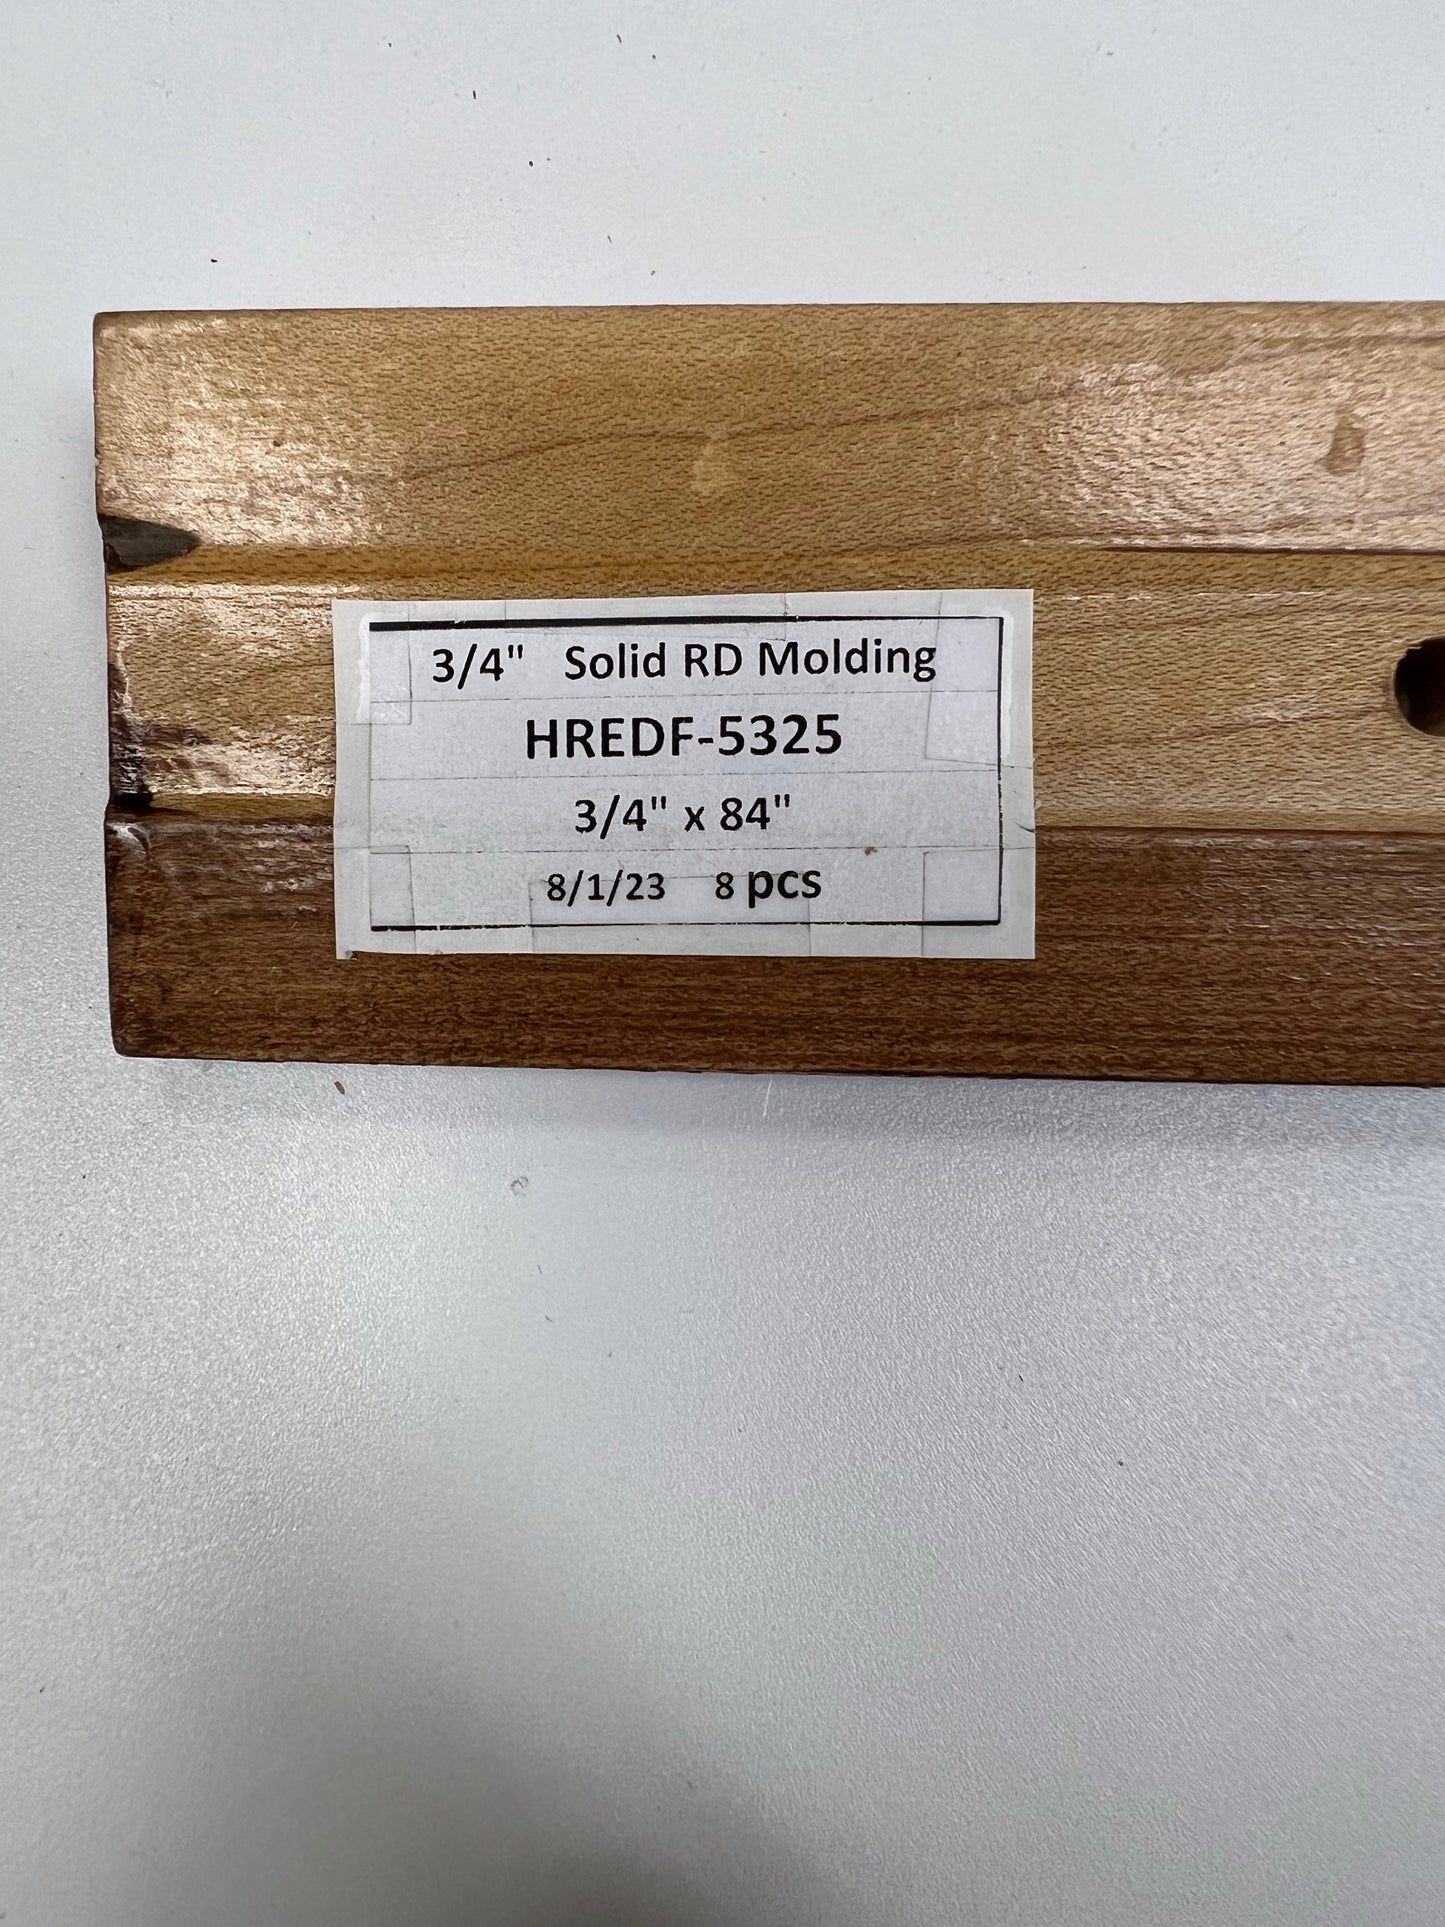 3/4" Solid RD Molding
HREDF-5325
3/4" x 84"
8/1/23 8 pcs